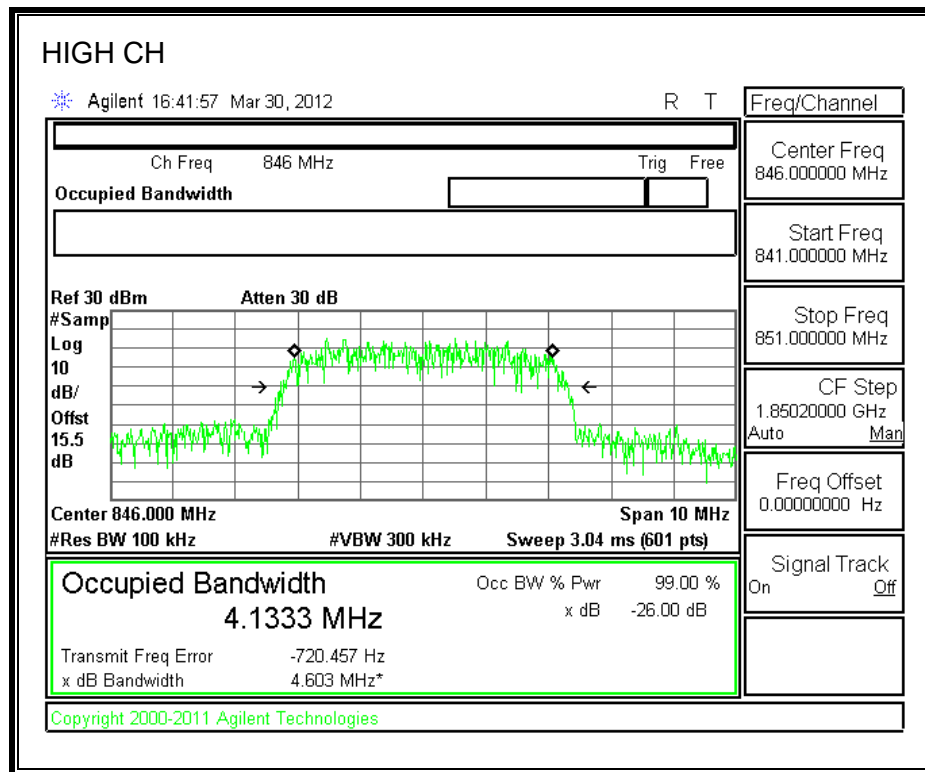 HIGH CH
Agilent 16:41:57 Mar 30, 2012 R T
Freq/Channel
Ch Freq 846 MHz Trig Free
Occupied Bandwidth
Center Freq
846.000000 MHz
Start Freq
841.000000 MHz
Stop Freq
851.000000 MHz
CF Step
1.85020000 GHz
Auto Man
Freq Offset
0.00000000 Hz
Signal Track
On Off
Ref 30 dBm Atten 30 dB
#Samp
Log
10
dB/
Offst
15.5
dB
Center 846.000 MHz Span 10 MHz
#Res BW 100 kHz #VBW 300 kHz Sweep 3.04 ms (601 pts)
Occupied Bandwidth
4.1333 MHz
Occ BW % Pwr 99.00 %
x dB -26.00 dB
Transmit Freq Error -720.457 Hz
x dB Bandwidth 4.603 MHz*
Copyright 2000-2011 Agilent Technologies